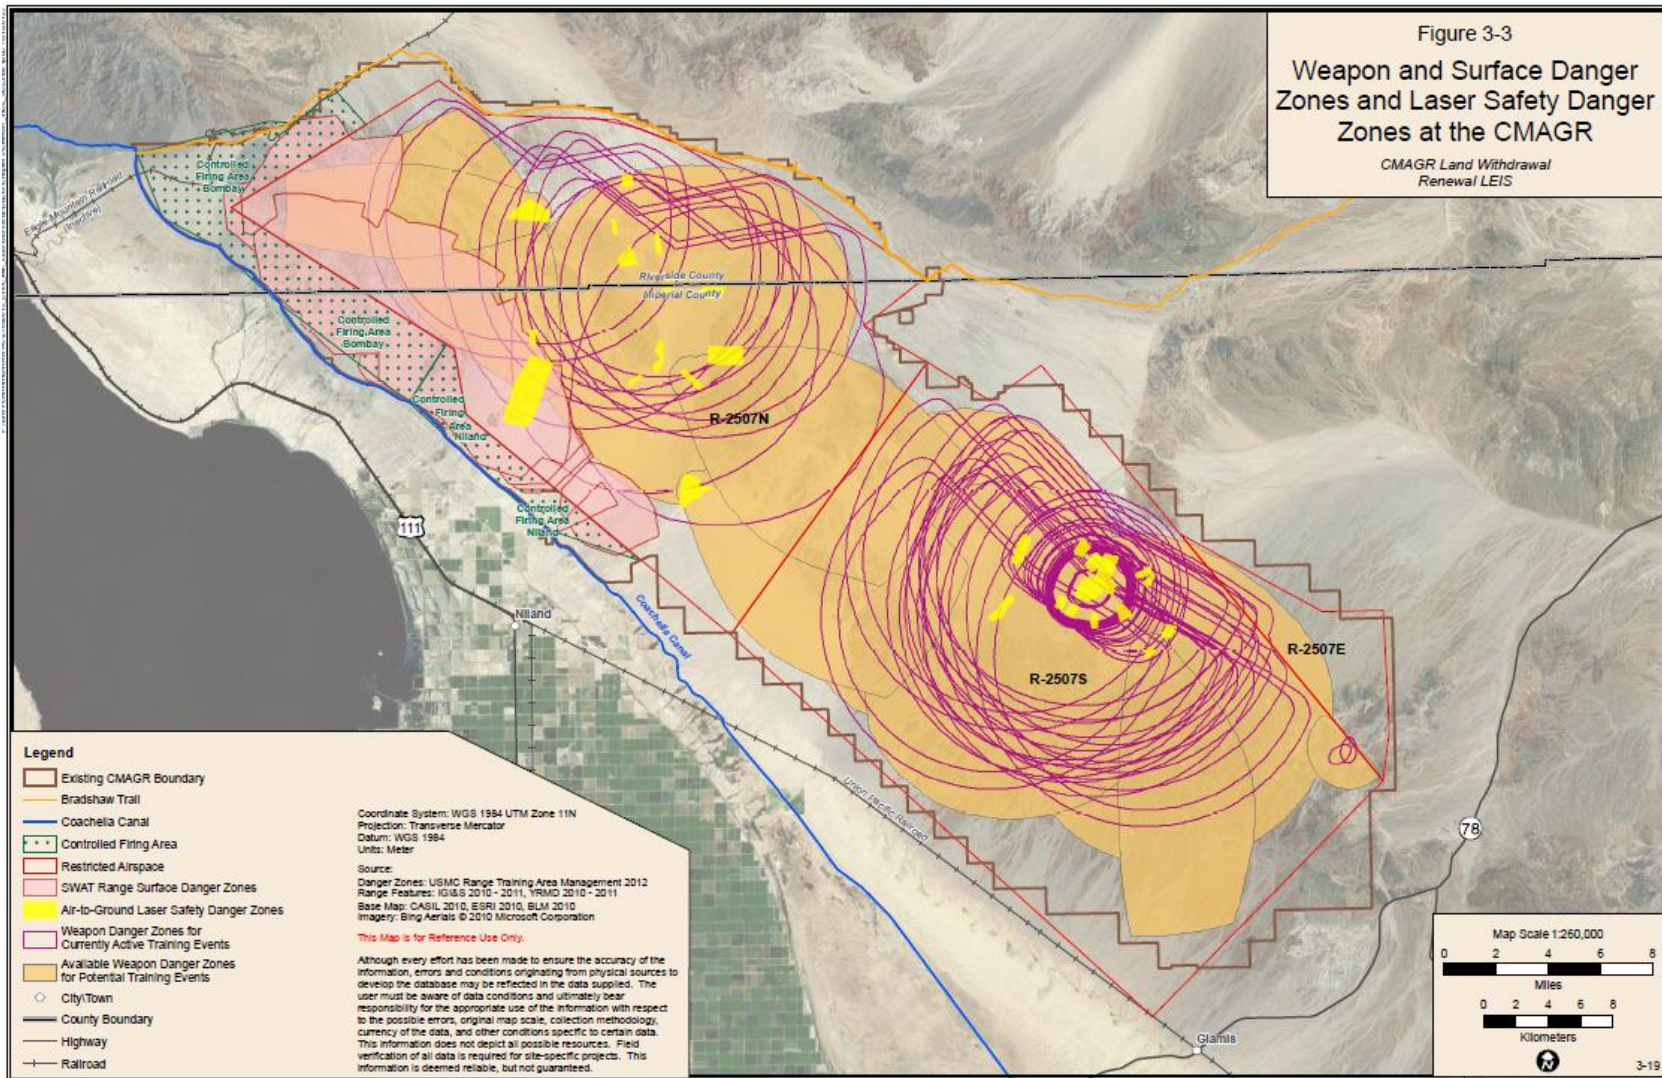 Figure 3-3
Weapon and Surface Danger
Zones and Laser Safety Danger
Zones at the CMAGR
CMAGR Land Withdrawal
Renewal LEIS
Controlled
Firing Area
Bombay
Eagle Mountain Railroad
(Inactive)
Riverside County
Imperial County
Controlled
Firing Area
Bombay
Controlled
Firing
Area
Niland
R-2507N
Controlled
Firing Area
Niland
111
Niland
Coachella Canal
R-2507E
R-2507S
Union Pacific Railroad
78
Glamis
Legend
Existing CMAGR Boundary
Bradshaw Trail
Coachella Canal
Controlled Firing Area
Restricted Airspace
SWAT Range Surface Danger Zones
Air-to-Ground Laser Safety Danger Zones
Weapon Danger Zones for
Currently Active Training Events
Available Weapon Danger Zones
for Potential Training Events
City\Town
County Boundary
Highway
Railroad
Coordinate System: WGS 1984 UTM Zone 11N
Projection: Transverse Mercator
Datum: WGS 1984
Units: Meter
Source:
Danger Zones: USMC Range Training Area Management 2012
Range Features: IGI&S 2010 - 2011, YRMD 2010 - 2011
Base Map: CASIL 2010, ESRI 2010, BLM 2010
Imagery: Bing Aerials © 2010 Microsoft Corporation
This Map is for Reference Use Only.
Although every effort has been made to ensure the accuracy of the
information, errors and conditions originating from physical sources to
develop the database may be reflected in the data supplied. The
user must be aware of data conditions and ultimately bear
responsibility for the appropriate use of the information with respect
to the possible errors, original map scale, collection methodology,
currency of the data, and other conditions specific to certain data.
This information does not depict all possible resources. Field
verification of all data is required for site-specific projects. This
information is deemed reliable, but not guaranteed.
Map Scale 1:260,000
0 2 4 6 8
Miles
0 2 4 6 8
Kilometers
N
3-19